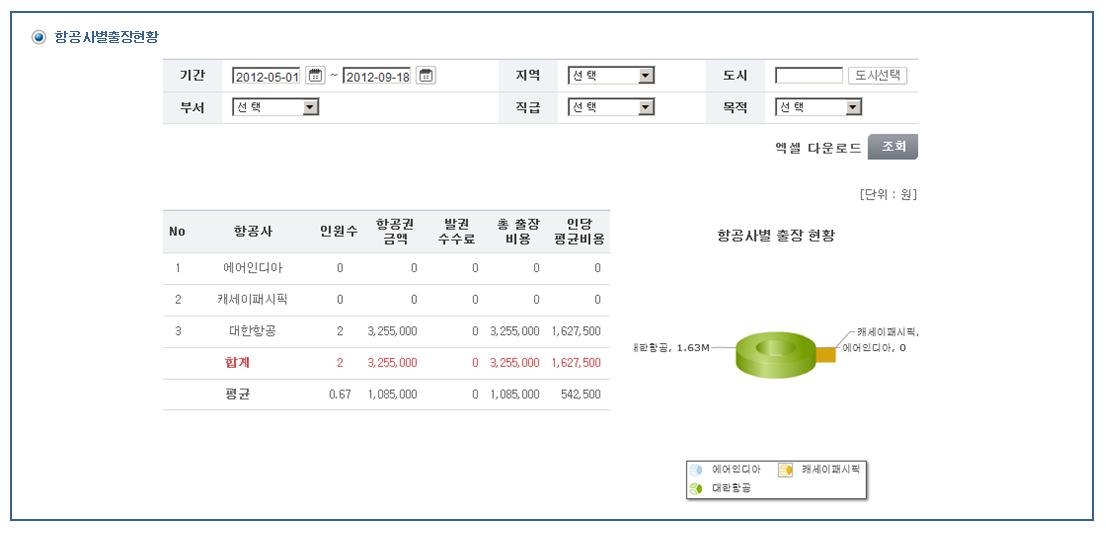 항공사별출장현황
기간 2012-05-01 ~ 2012-09-18 지역 선택 도시 도시선택
부서 선택 직급 선택 목적 선택
엑셀 다운로드 조회
[단위 : 원]
No 항공사 인원수 항공권 금액 발권 수수료 총 출장 비용 인당 평균비용
1 에어인디아 0 0 0 0 0
2 캐세이패시픽 0 0 0 0 0
3 대한항공 2 3,255,000 0 3,255,000 1,627,500
합계 2 3,255,000 0 3,255,000 1,627,500
평균 0.67 1,085,000 0 1,085,000 542,500
항공사별 출장 현황
캐세이패시픽,
대한항공, 1.63M
에어인디아, 0
에어인디아 캐세이패시픽
대한항공